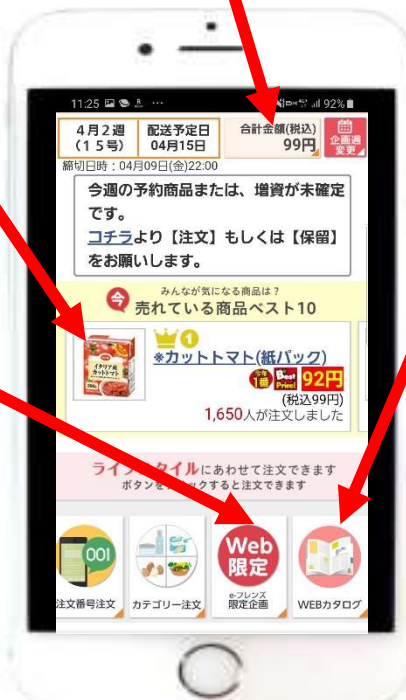 11:25
92%
4月2週
(15号)
配送予定日
04月15日
合計金額(税込)
99円
企画週
変更
締切日時:04月09日(金)22:00
今週の予約商品または、増資が未確定
です。
コチラより【注文】もしくは【保留】
をお願いします。
今
みんなが気になる商品は?
売れている商品ベスト10
1
※カットトマト(紙パック)
イタリア産
カットトマト
今年
1番
Best
Price!
92円
(税込99円)
1,650人が注文しました
ライフスタイルにあわせて注文できます
ボタンをクリックすると注文できます
001
注文番号注文
カテゴリー注文
Web
限定
e-フレンズ
限定企画
WEBカタログ